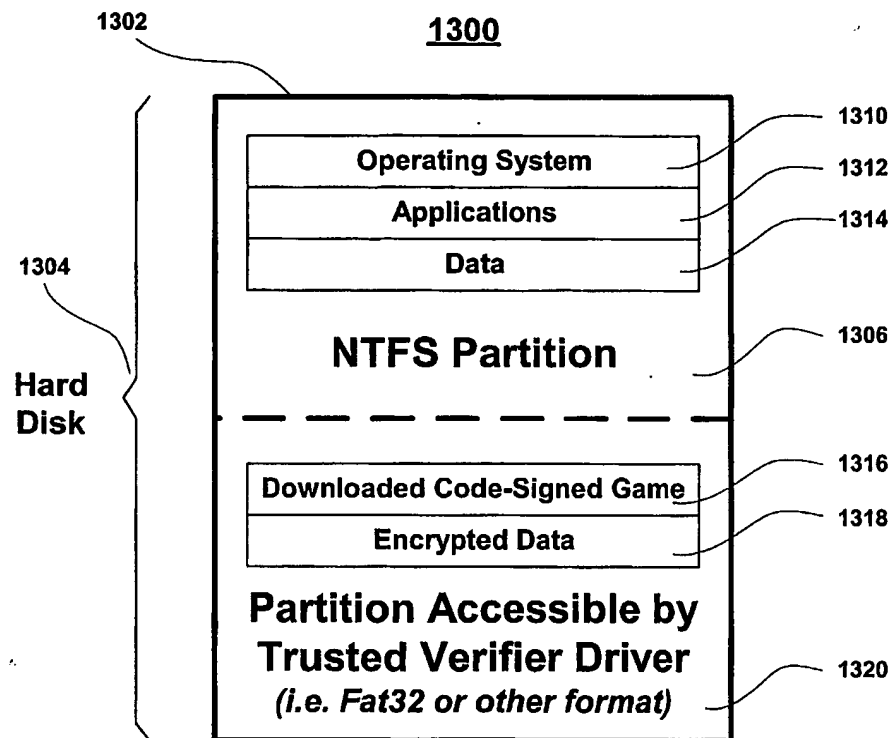 1302
1300
1310
Operating System
1312
Applications
1314
Data
1304
NTFS Partition
1306
Hard
Disk
1316
Downloaded Code-Signed Game
1318
Encrypted Data
Partition Accessible by
Trusted Verifier Driver
(i.e. Fat32 or other format)
1320